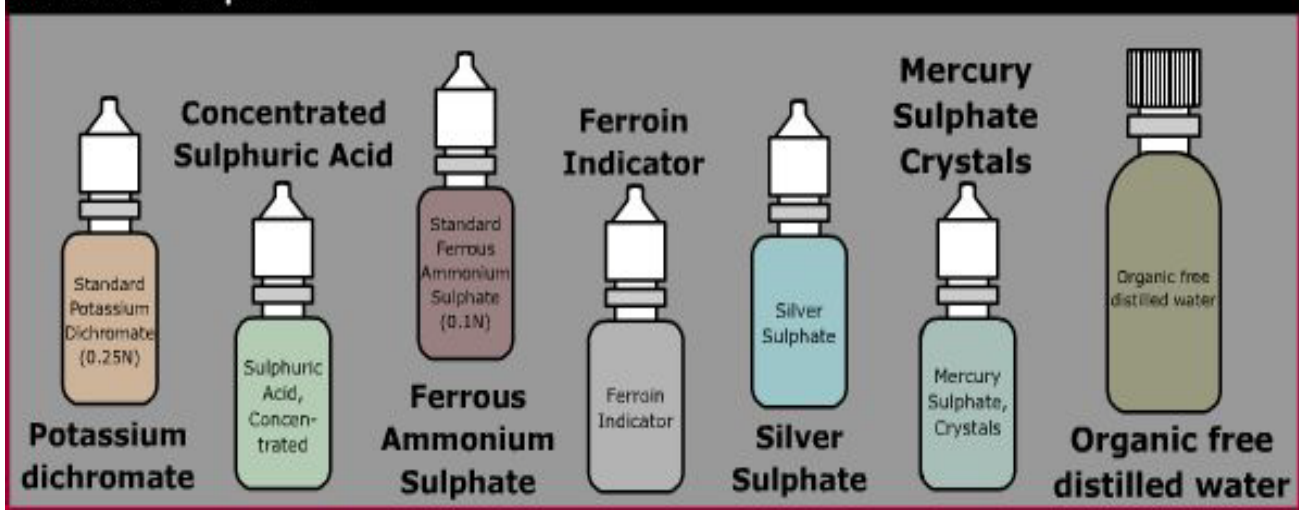 Potassium
dichromate
Standard
Potassium
Dichromate
(0.25N)
Concentrated
Sulphuric Acid
Sulphuric
Acid,
Concen-
trated
Standard
Ferrous
Ammonium
Sulphate
(0.1N)
Ferrous
Ammonium
Sulphate
Ferroin
Indicator
Ferroin
Indicator
Silver
Sulphate
Silver
Sulphate
Mercury
Sulphate
Crystals
Mercury
Sulphate,
Crystals
Organic free
distilled water
Organic free
distilled water